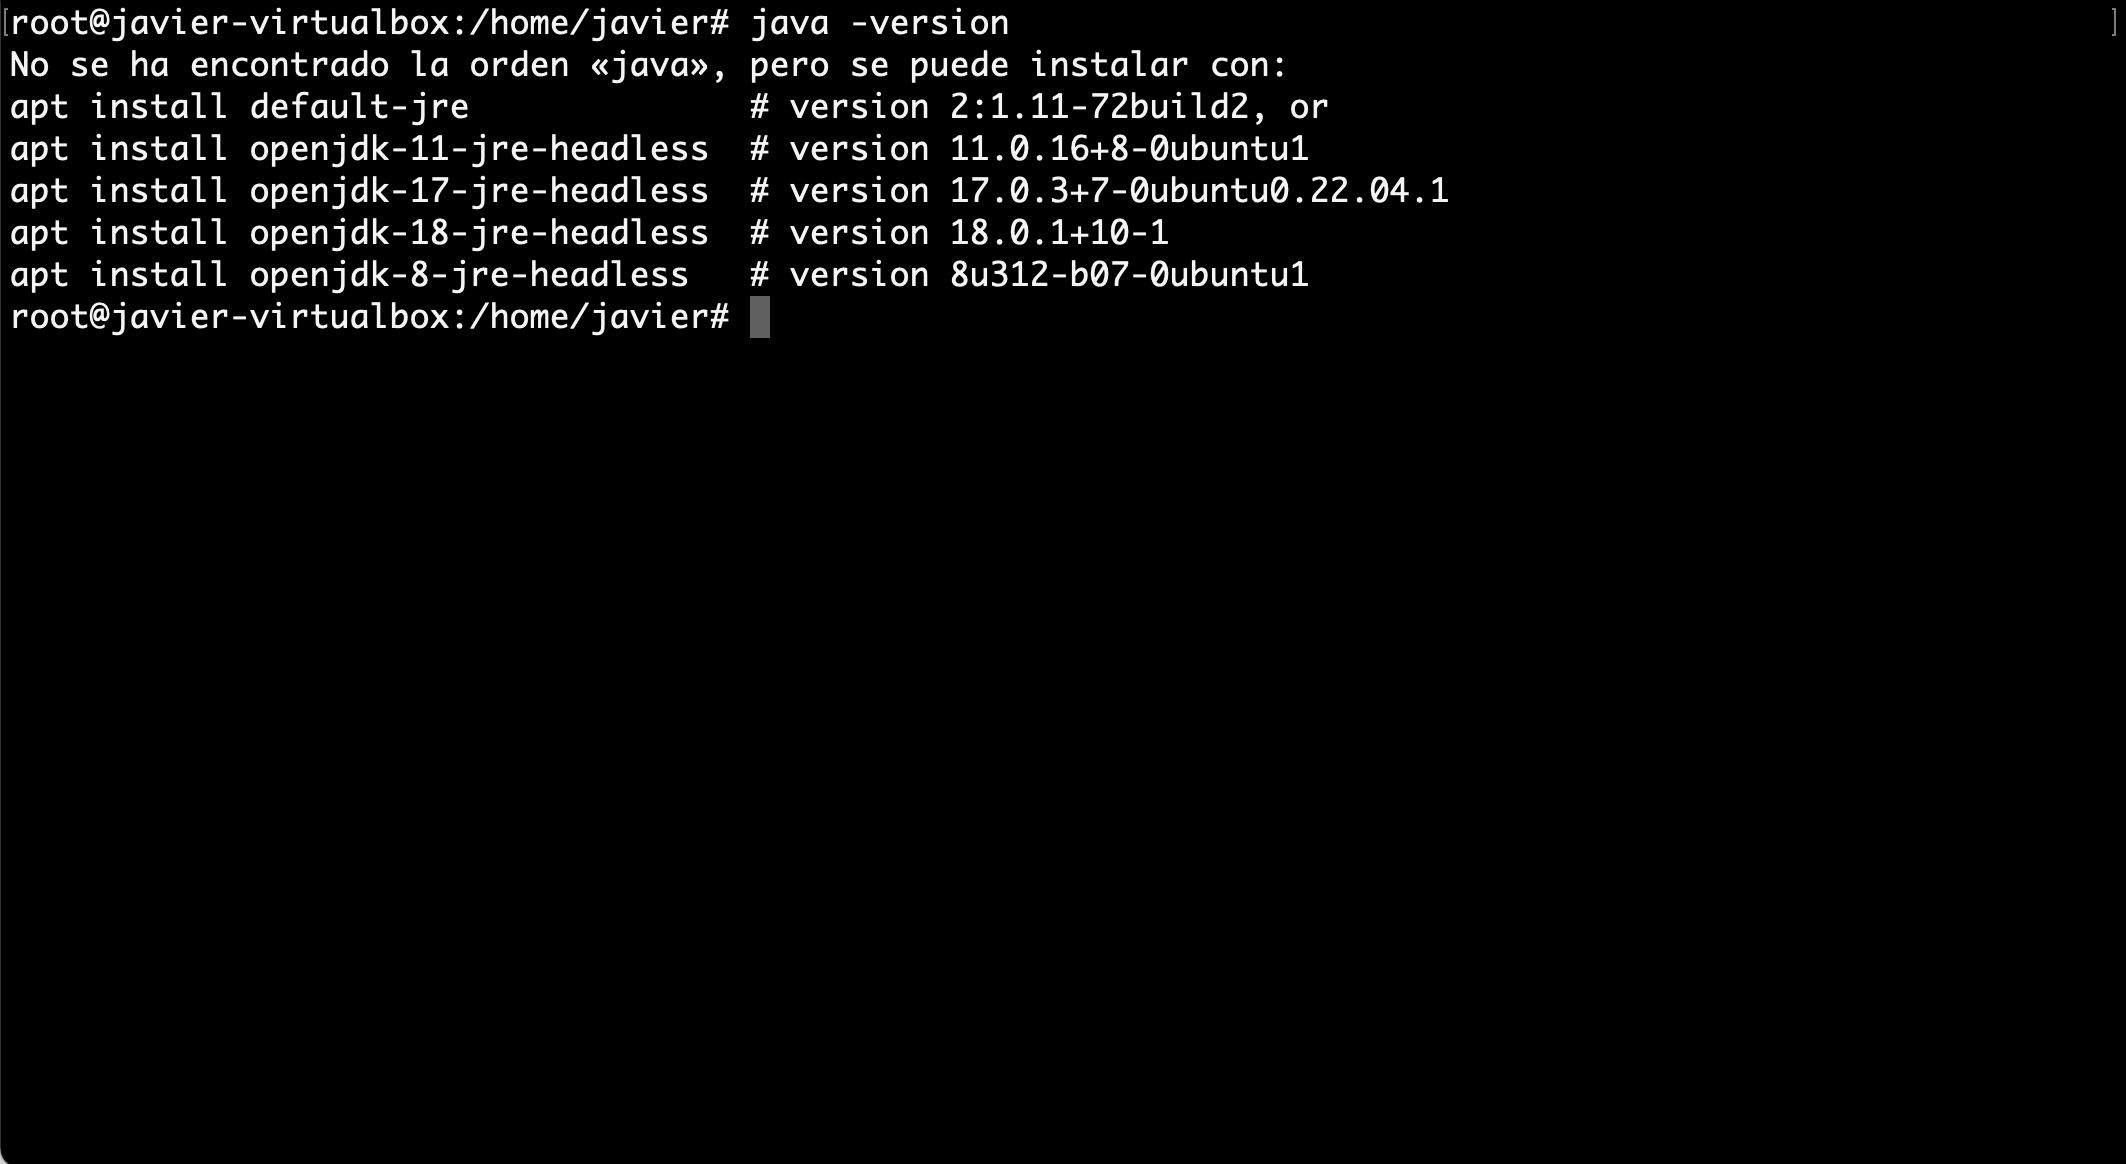 [root@javier-virtualbox:/home/javier# java -version ]
No se ha encontrado la orden «java», pero se puede instalar con:
apt install default-jre              # version 2:1.11-72build2, or
apt install openjdk-11-jre-headless  # version 11.0.16+8-0ubuntu1
apt install openjdk-17-jre-headless  # version 17.0.3+7-0ubuntu0.22.04.1
apt install openjdk-18-jre-headless  # version 18.0.1+10-1
apt install openjdk-8-jre-headless   # version 8u312-b07-0ubuntu1
root@javier-virtualbox:/home/javier#